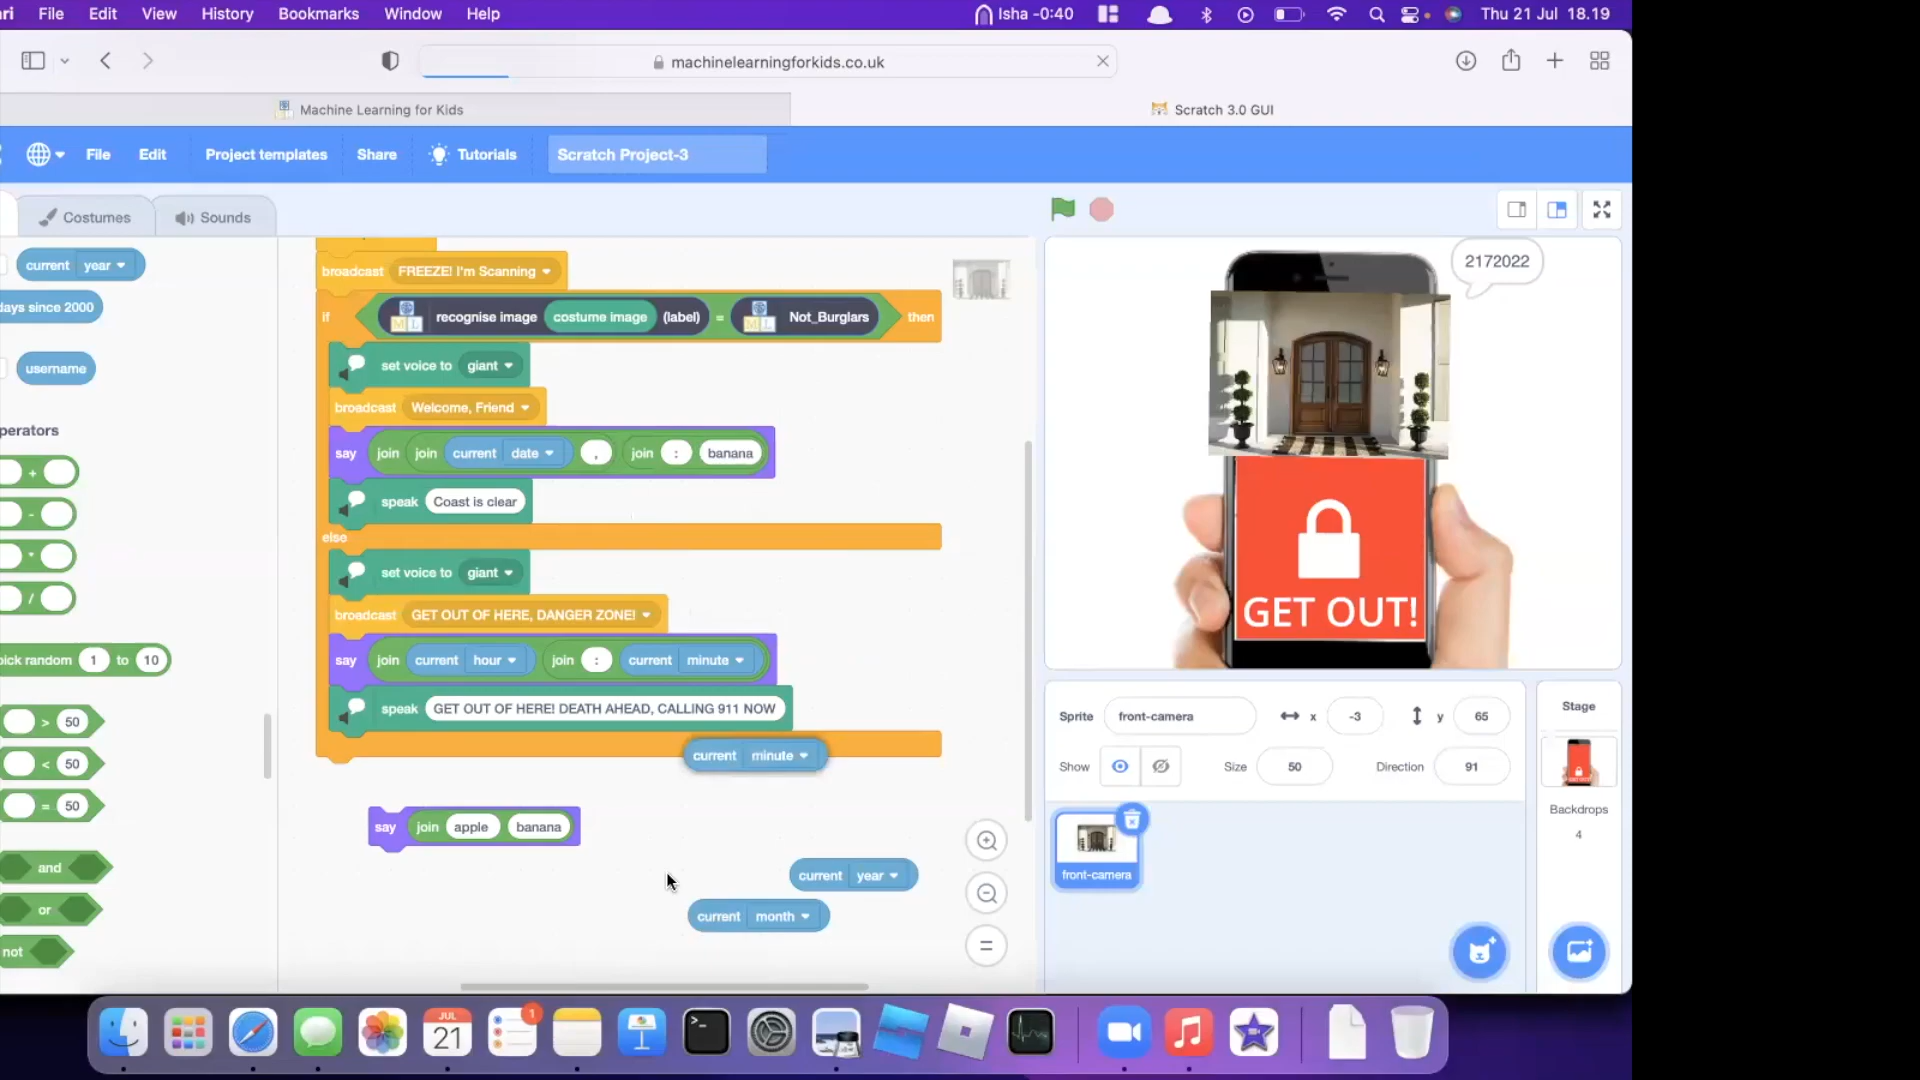 ri File Edit View History Bookmarks Window Help Isha -0:40 Thu 21 Jul 18.19
machinelearningforkids.co.uk
Machine Learning for Kids Scratch 3.0 GUI
File Edit Project templates Share Tutorials Scratch Project-3
Costumes Sounds
current year
days since 2000
username
perators
+
-
*
/
pick random 1 to 10
> 50
< 50
= 50
and
or
not
broadcast FREEZE! I'm Scanning
if ML recognise image costume image (label) = ML Not_Burglars then
set voice to giant
broadcast Welcome, Friend
say join join current date , join : banana
speak Coast is clear
else
set voice to giant
broadcast GET OUT OF HERE, DANGER ZONE!
say join current hour join : current minute
speak GET OUT OF HERE! DEATH AHEAD, CALLING 911 NOW
current minute
say join apple banana
current year
current month
=
2172022
GET OUT!
Sprite front-camera x -3 y 65
Show Size 50 Direction 91
front-camera
Stage
Backdrops
4
JUL
21
1